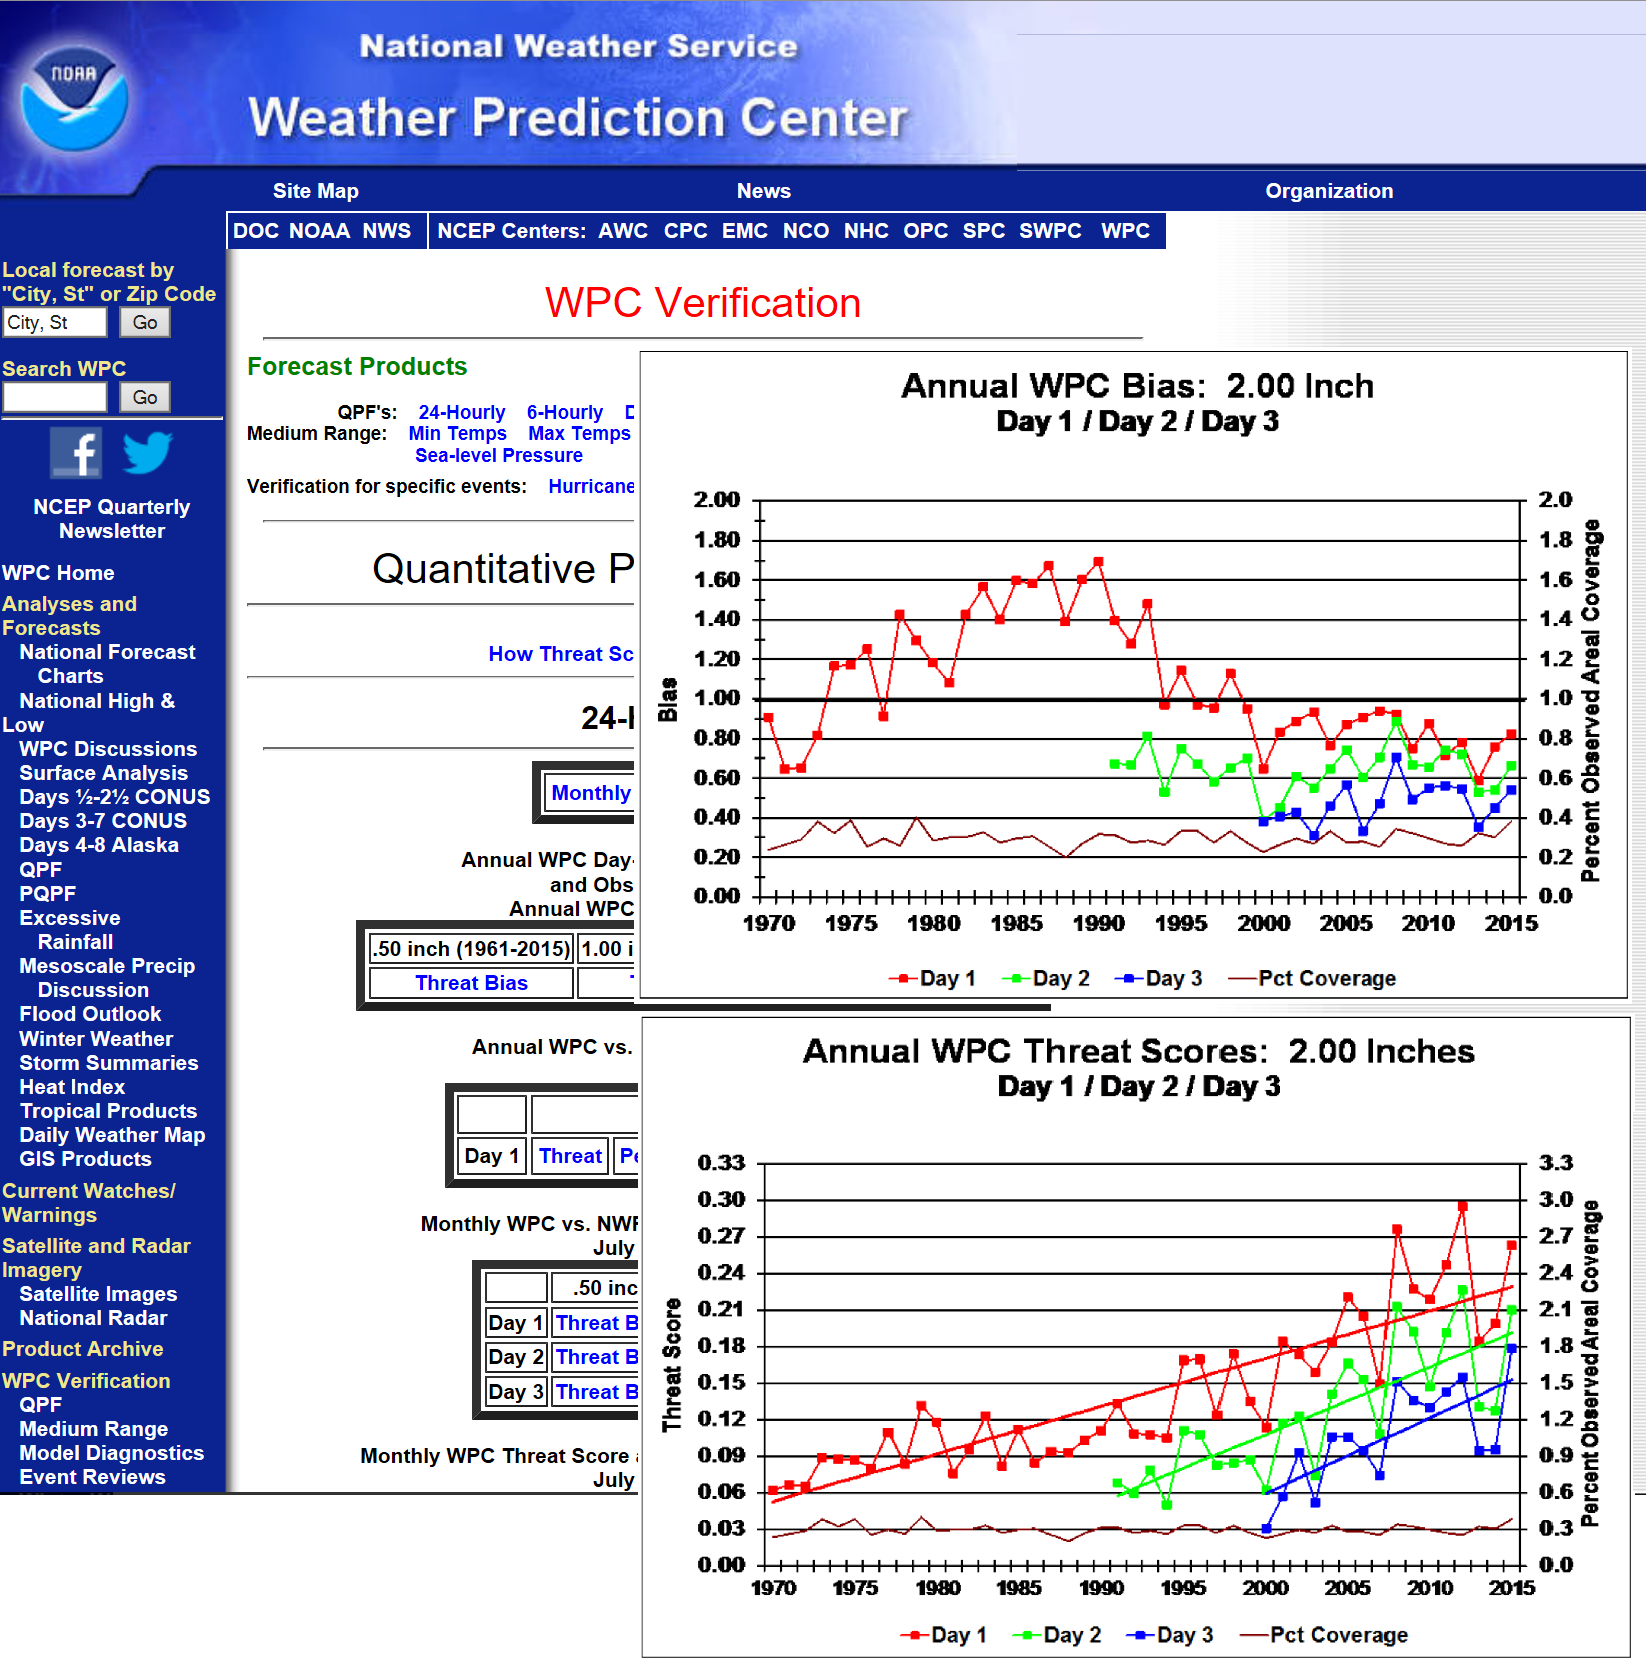 NOAA
National Weather Service
Weather Prediction Center
Site Map News Organization
DOC NOAA NWS NCEP Centers: AWC CPC EMC NCO NHC OPC SPC SWPC WPC
Local forecast by
"City, St" or Zip Code
City, St Go
Search WPC
Go
NCEP Quarterly
Newsletter
WPC Home
Analyses and
Forecasts
National Forecast
Charts
National High &
Low
WPC Discussions
Surface Analysis
Days ½-2½ CONUS
Days 3-7 CONUS
Days 4-8 Alaska
QPF
PQPF
Excessive
Rainfall
Mesoscale Precip
Discussion
Flood Outlook
Winter Weather
Storm Summaries
Heat Index
Tropical Products
Daily Weather Map
GIS Products
Current Watches/
Warnings
Satellite and Radar
Imagery
Satellite Images
National Radar
Product Archive
WPC Verification
QPF
Medium Range
Model Diagnostics
Event Reviews
WPC Verification
Forecast Products
QPF's: 24-Hourly 6-Hourly D
Medium Range: Min Temps Max Temps
Sea-level Pressure
Verification for specific events: Hurricane
Quantitative P
How Threat Sc
24-H
Monthly
Annual WPC Day-
and Obs
Annual WPC
.50 inch (1961-2015) 1.00 i
Threat Bias T
Annual WPC vs.
Day 1 Threat Pe
Monthly WPC vs. NWP
July
.50 inc
Day 1 Threat B
Day 2 Threat B
Day 3 Threat B
Monthly WPC Threat Score a
July
Annual WPC Bias: 2.00 Inch
Day 1 / Day 2 / Day 3
Bias
Percent Observed Areal Coverage
2.00 2.0
1.80 1.8
1.60 1.6
1.40 1.4
1.20 1.2
1.00 1.0
0.80 0.8
0.60 0.6
0.40 0.4
0.20 0.2
0.00 0.0
1970 1975 1980 1985 1990 1995 2000 2005 2010 2015
Day 1 Day 2 Day 3 Pct Coverage
Annual WPC Threat Scores: 2.00 Inches
Day 1 / Day 2 / Day 3
Threat Score
Percent Observed Areal Coverage
0.33 3.3
0.30 3.0
0.27 2.7
0.24 2.4
0.21 2.1
0.18 1.8
0.15 1.5
0.12 1.2
0.09 0.9
0.06 0.6
0.03 0.3
0.00 0.0
1970 1975 1980 1985 1990 1995 2000 2005 2010 2015
Day 1 Day 2 Day 3 Pct Coverage